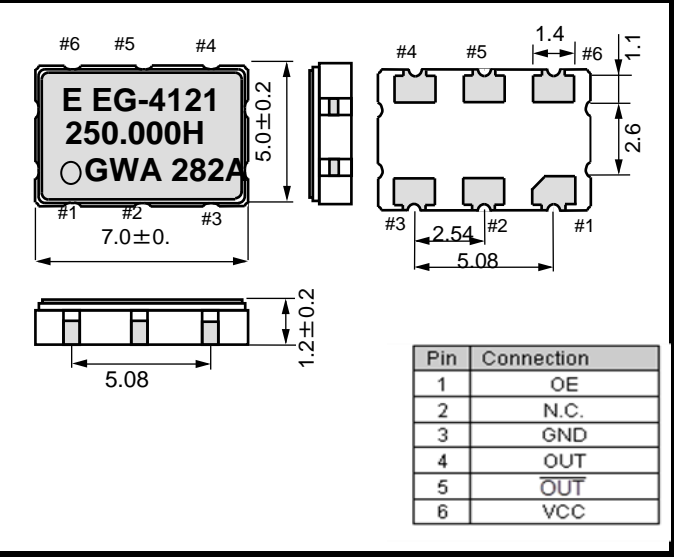 #6 #5 #4
E EG-4121
250.000H
○GWA 282A
#1 #2 #3
7.0±0.
5.0±0.2
#4 #5 #6
1.4
1.1
2.6
#3 #2 #1
2.54
5.08
1.2±0.2
5.08
Pin Connection
1 OE
2 N.C.
3 GND
4 OUT
5 O̅U̅T̅
6 VCC